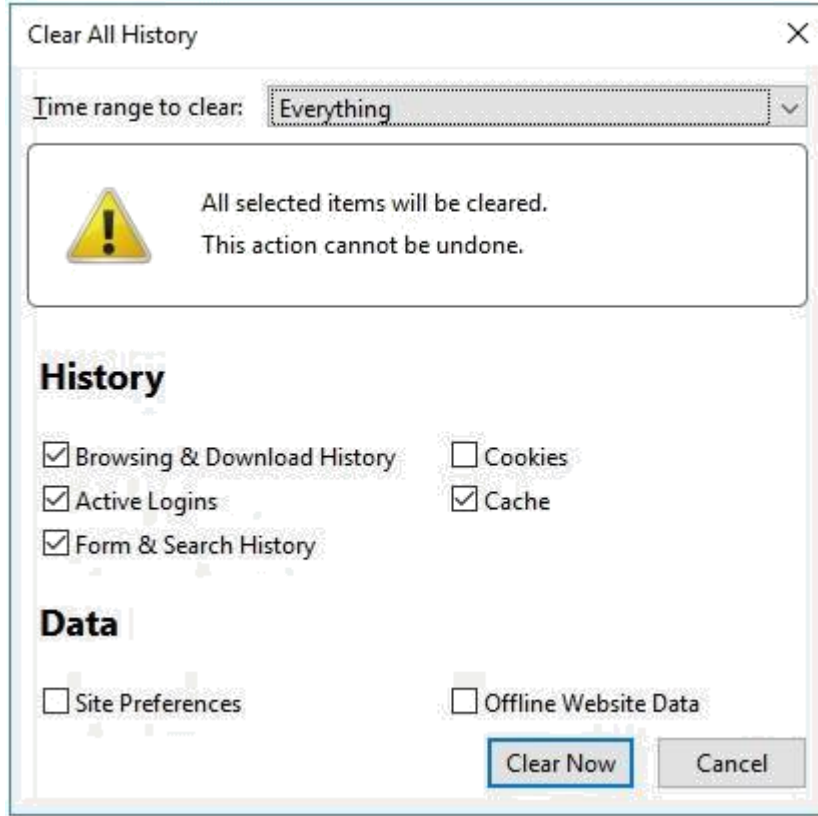 Clear All History
Time range to clear: Everything
All selected items will be cleared.
This action cannot be undone.
History
Browsing & Download History Cookies
Active Logins Cache
Form & Search History
Data
Site Preferences Offline Website Data
Clear Now Cancel